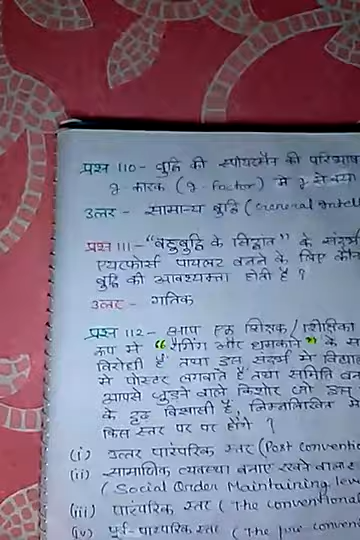 प्रश्न 110- बुद्धि की स्पीयरमैन की परिभाषा
g कारक (g-factor) में g से क्या
उत्तर - सामान्य बुद्धि (General Intell
प्रश्न 111- "बहुबुद्धि के सिद्धांत" के संदर्भ
एयरफोर्स पायलट बनने के लिए कौन
बुद्धि की आवश्यकता होती है ?
उत्तर - गतिक
प्रश्न 112- आप एक शिक्षक/शिक्षिका
रूप में "रैगिंग और धमकाने" के स
विरोधी हैं तथा इस संदर्भ में विद्या
में पोस्टर लगवाते हैं तथा समिति बन
आपसे जुड़ने वाले किशोर जो इस
के दृढ़ विश्वासी हैं, निम्नलिखित में
किस स्तर पर पर होंगे ?
(i) उत्तर पारंपरिक स्तर (Post conventio
(ii) सामाजिक व्यवस्था बनाए रखने वाला
(Social Order Maintaining leve
(iii) पारंपरिक स्तर (The conventional
(iv) पूर्व-पारंपरिक स्तर (The pre conven